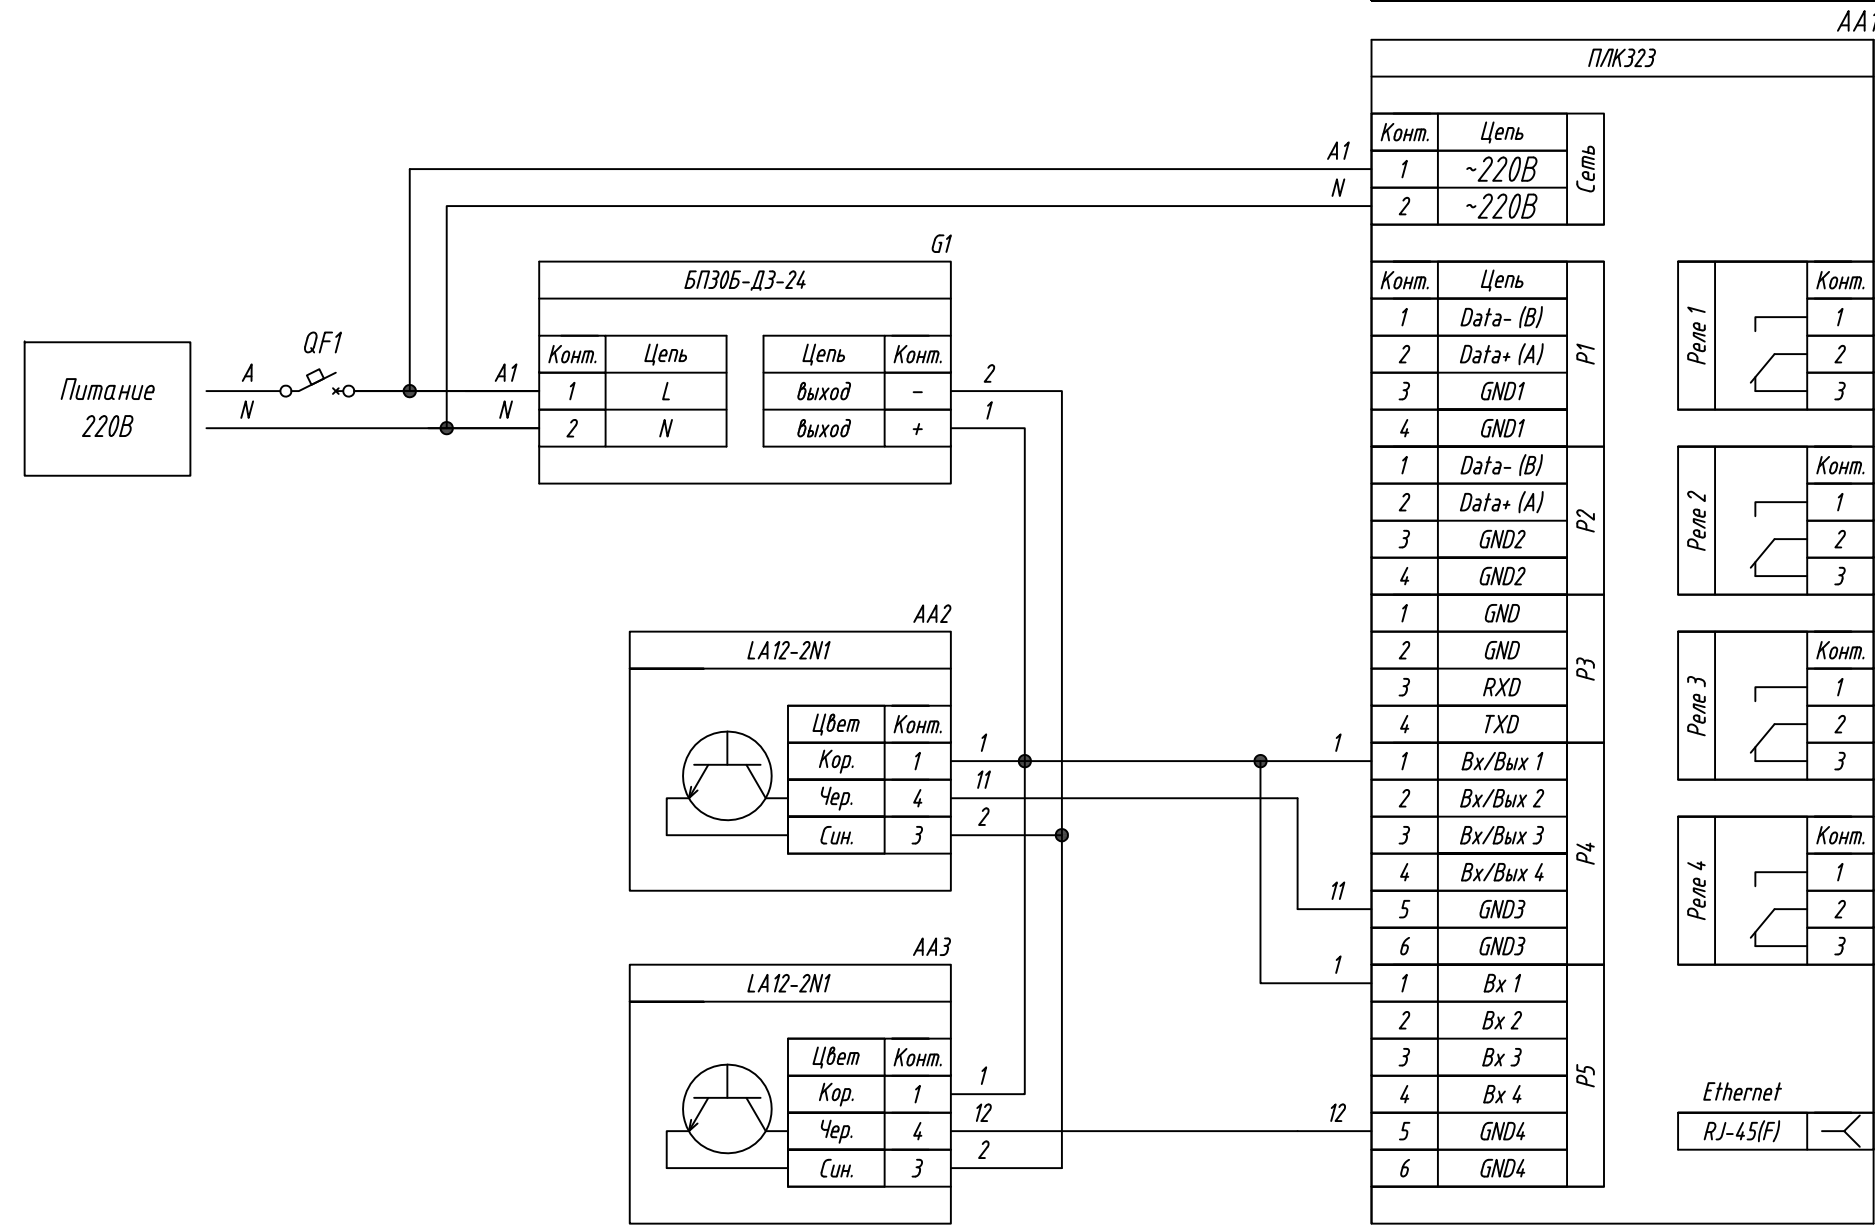 AA1
ПЛК323
Конт. Цепь
1 ~220В
2 ~220В
Сеть
A1
N
G1
БП30Б-Д3-24
Конт. Цепь
1 L
2 N
Цепь Конт.
выход -
выход +
Питание
220В
A
N
QF1
A1
N
2
1
AA2
LA12-2N1
Цвет Конт.
Кор. 1
Чер. 4
Син. 3
1
11
2
AA3
LA12-2N1
Цвет Конт.
Кор. 1
Чер. 4
Син. 3
1
12
2
1
11
1
12
Конт. Цепь
1 Data- (B)
2 Data+ (A)
3 GND1
4 GND1
P1
1 Data- (B)
2 Data+ (A)
3 GND2
4 GND2
P2
1 GND
2 GND
3 RXD
4 TXD
P3
1 Вх/Вых 1
2 Вх/Вых 2
3 Вх/Вых 3
4 Вх/Вых 4
5 GND3
6 GND3
P4
1 Вх 1
2 Вх 2
3 Вх 3
4 Вх 4
5 GND4
6 GND4
P5
Реле 1
Конт.
1
2
3
Реле 2
Конт.
1
2
3
Реле 3
Конт.
1
2
3
Реле 4
Конт.
1
2
3
Ethernet
RJ-45(F)